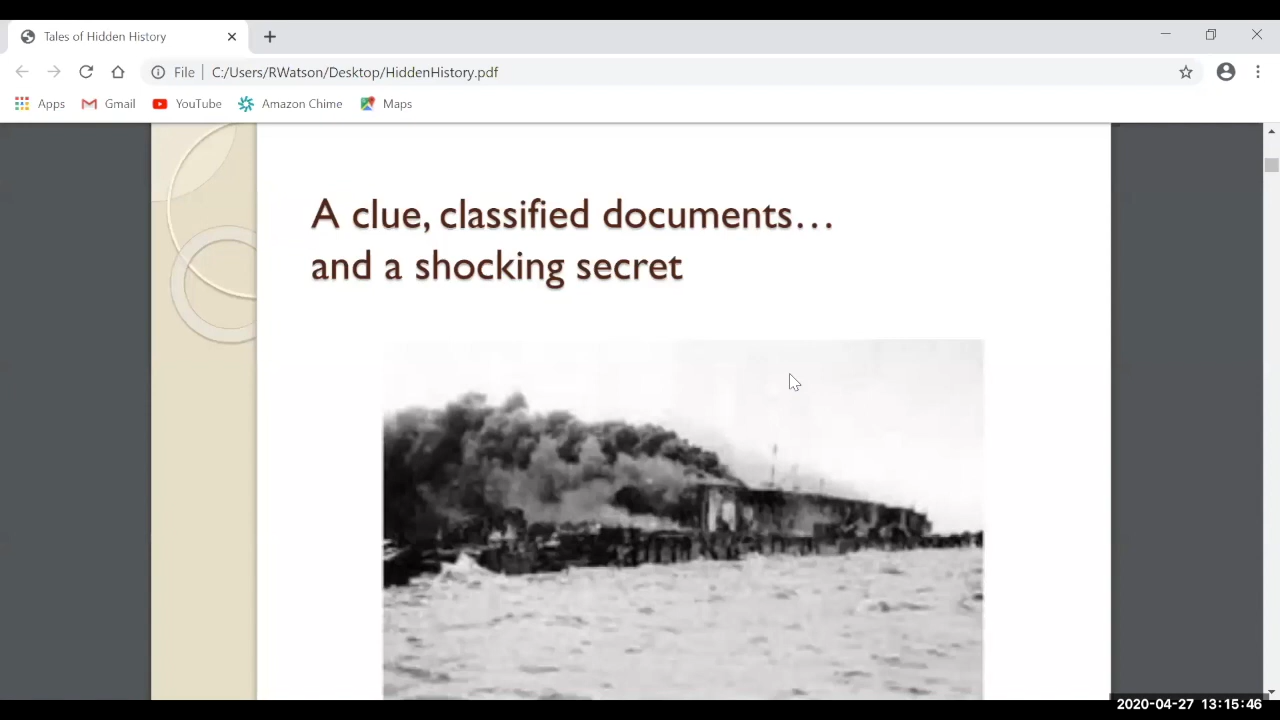 Tales of Hidden History
File
C:/Users/RWatson/Desktop/HiddenHistory.pdf
Apps
Gmail
YouTube
Amazon Chime
Maps
A clue, classified documents…
and a shocking secret
2020-04-27 13:15:46